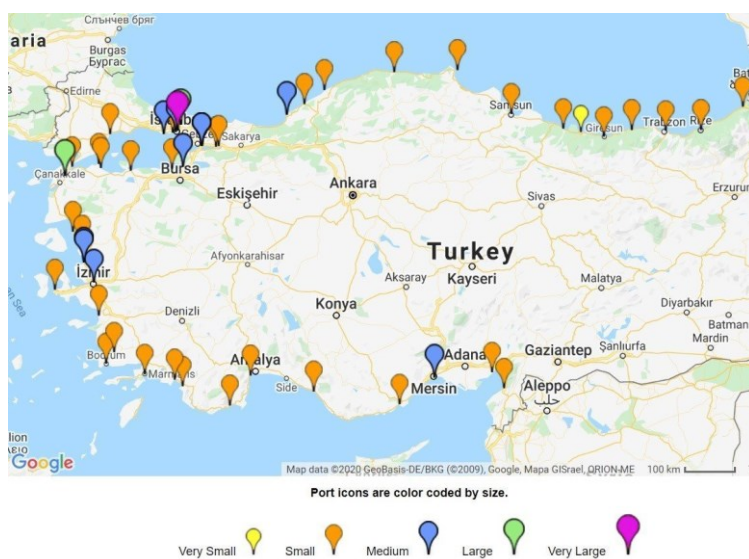 Слънчев бряг
aria
Burgas
Бургас
Edirne
İstanbul
Sakarya
Samsun
Giresun
Trabzon
Rize
Çanakkale
Bursa
Eskişehir
Ankara
Sivas
Erzurum
Turkey
Afyonkarahisar
Kayseri
İzmir
Aksaray
Malatya
Denizli
Konya
Diyarbakır
Batman
Mardin
Bodrum
Marmaris
Antalya
Side
Mersin
Adana
Gaziantep
Şanlıurfa
Aleppo
حلب
Google
Map data ©2020 GeoBasis-DE/BKG (©2009), Google, Mapa GISrael, ORION-ME 100 km
Port icons are color coded by size.
Very Small Small Medium Large Very Large